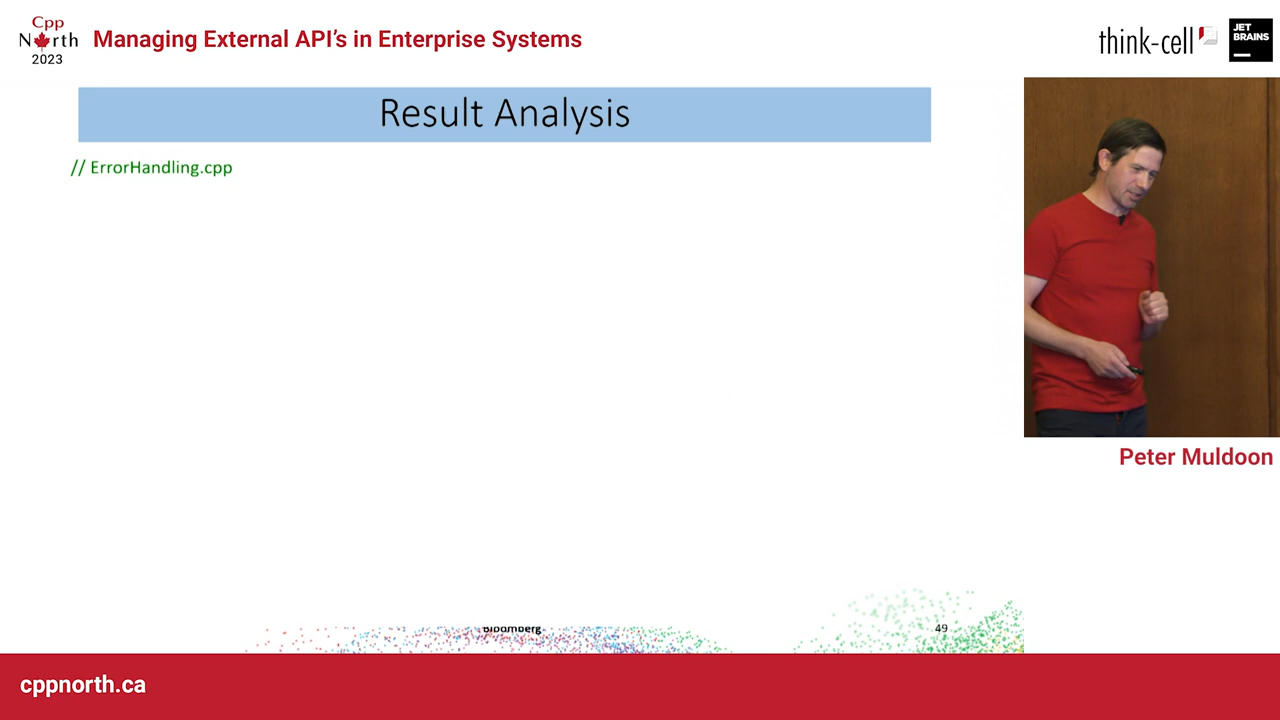 Cpp
North
2023
Managing External API's in Enterprise Systems
think-cell
JET
BRAINS
Result Analysis
// ErrorHandling.cpp
Peter Muldoon
Bloomberg
49
cppnorth.ca